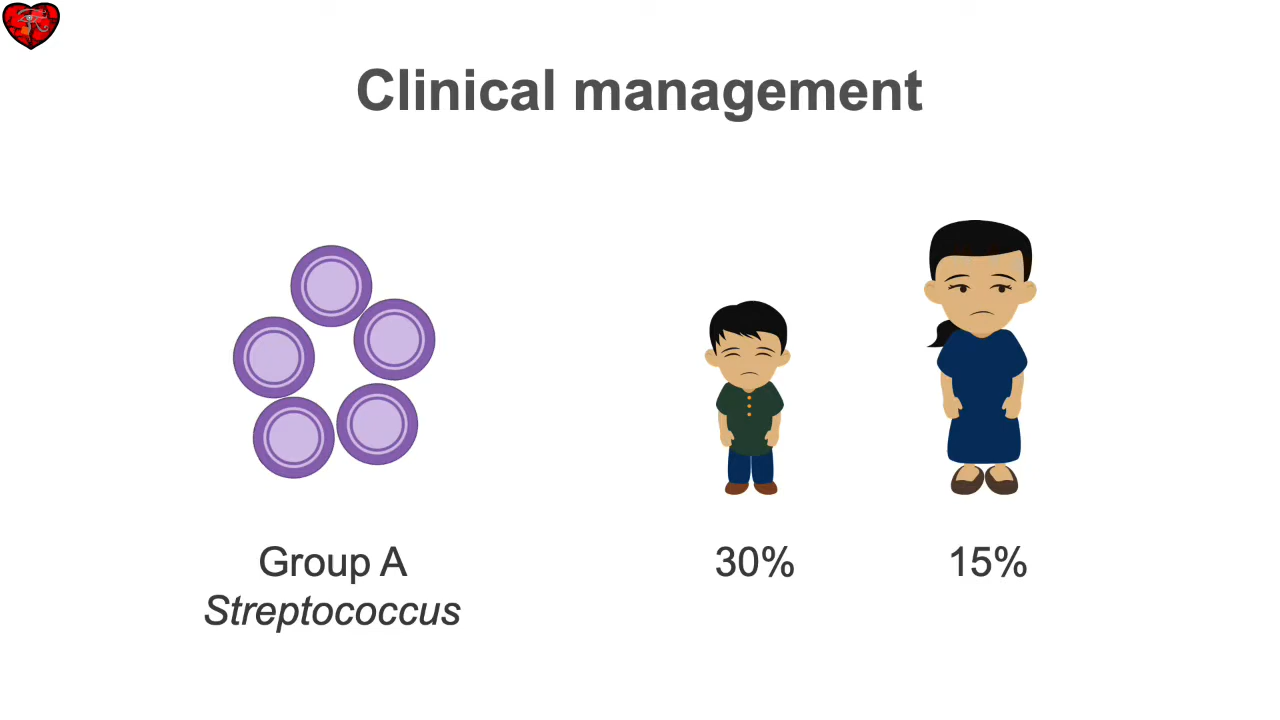 Clinical management
Group A
Streptococcus
30%
15%